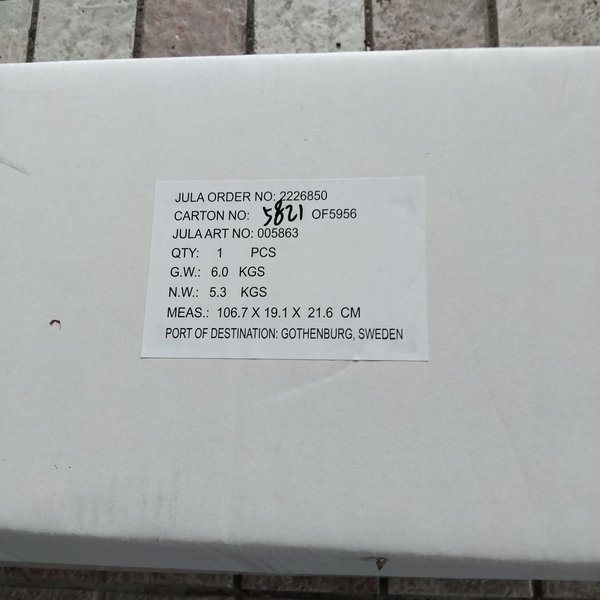 JULA ORDER NO: 2226850
CARTON NO: 5821 OF5956
JULA ART NO: 005863
QTY: 1 PCS
G.W.: 6.0 KGS
N.W.: 5.3 KGS
MEAS.: 106.7 X 19.1 X 21.6 CM
PORT OF DESTINATION: GOTHENBURG, SWEDEN